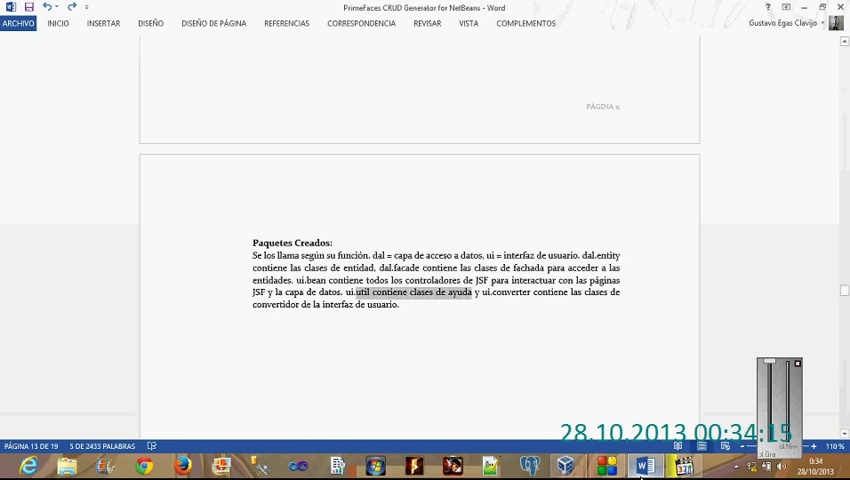 PrimeFaces CRUD Generator for NetBeans - Word
ARCHIVO INICIO INSERTAR DISEÑO DISEÑO DE PÁGINA REFERENCIAS CORRESPONDENCIA REVISAR VISTA COMPLEMENTOS Gustavo Egas Clavijo
PÁGINA 11
Paquetes Creados:
Se los llama según su función. dal = capa de acceso a datos, ui = interfaz de usuario. dal.entity
contiene las clases de entidad, dal.facade contiene las clases de fachada para acceder a las
entidades. ui.bean contiene todos los controladores de JSF para interactuar con las páginas
JSF y la capa de datos. ui.util contiene clases de ayuda y ui.converter contiene las clases de
convertidor de la interfaz de usuario.
28.10.2013 00:34:15
PÁGINA 13 DE 19 5 DE 2433 PALABRAS 110 %
0:34
28/10/2013